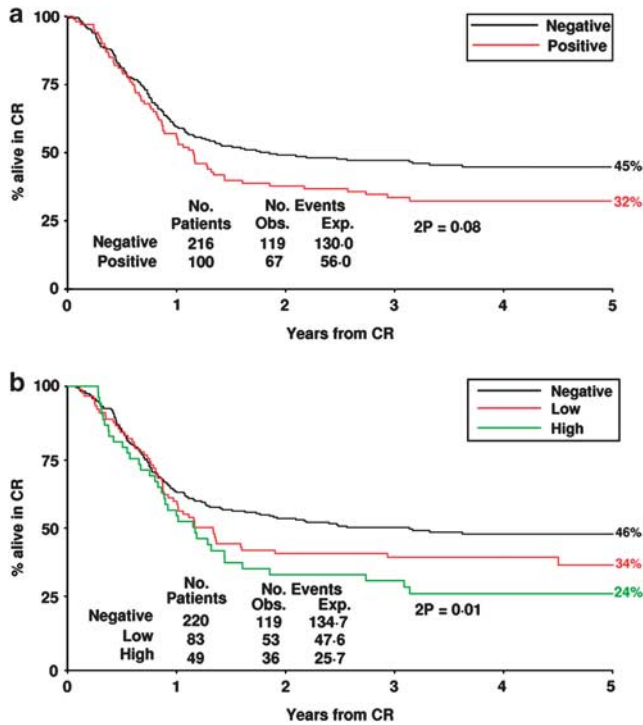 a
100
75
50
25
0
% alive in CR
Negative
Positive
45%
32%
No. No. Events
Patients Obs. Exp.
Negative 216 119 130·0
Positive 100 67 56·0
2P = 0·08
0 1 2 3 4 5
Years from CR
b
100
75
50
25
0
% alive in CR
Negative
Low
High
46%
34%
24%
No. No. Events
Patients Obs. Exp.
Negative 220 119 134·7
Low 83 53 47·6
High 49 36 25·7
2P = 0·01
0 1 2 3 4 5
Years from CR